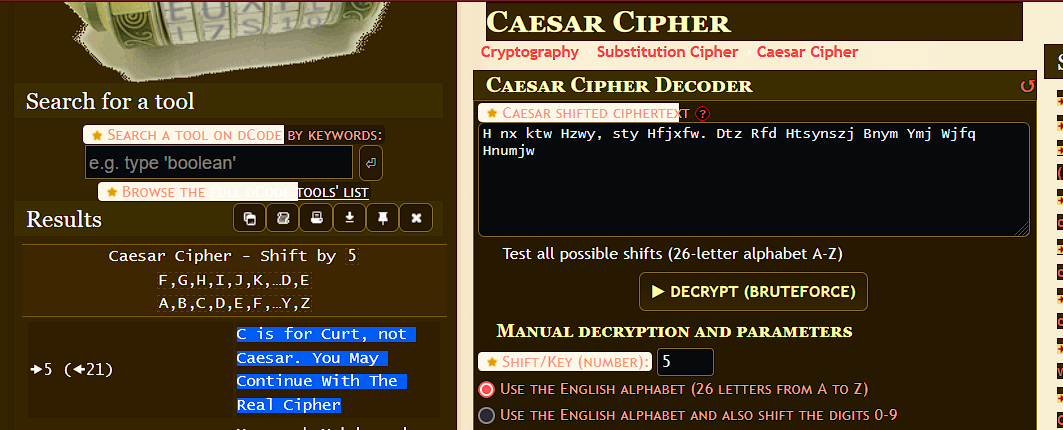 Search for a tool
★ Search a tool on dCode by keywords:
e.g. type 'boolean'
★ Browse the full dCode tools' list
Results
Caesar Cipher - Shift by 5
F,G,H,I,J,K,…D,E
A,B,C,D,E,F,…Y,Z
➔5 (🡰21)
C is for Curt, not
Caesar. You May
Continue With The
Real Cipher
Caesar Cipher
Cryptography Substitution Cipher Caesar Cipher
Caesar Cipher Decoder
★ Caesar shifted ciphertext ?
H nx ktw Hzwy, sty Hfjxfw. Dtz Rfd Htsynszj Bnym Ymj Wjfq
Hnumjw
Test all possible shifts (26-letter alphabet A-Z)
▶ DECRYPT (BRUTEFORCE)
Manual decryption and parameters
★ Shift/Key (number): 5
Use the English alphabet (26 letters from A to Z)
Use the English alphabet and also shift the digits 0-9